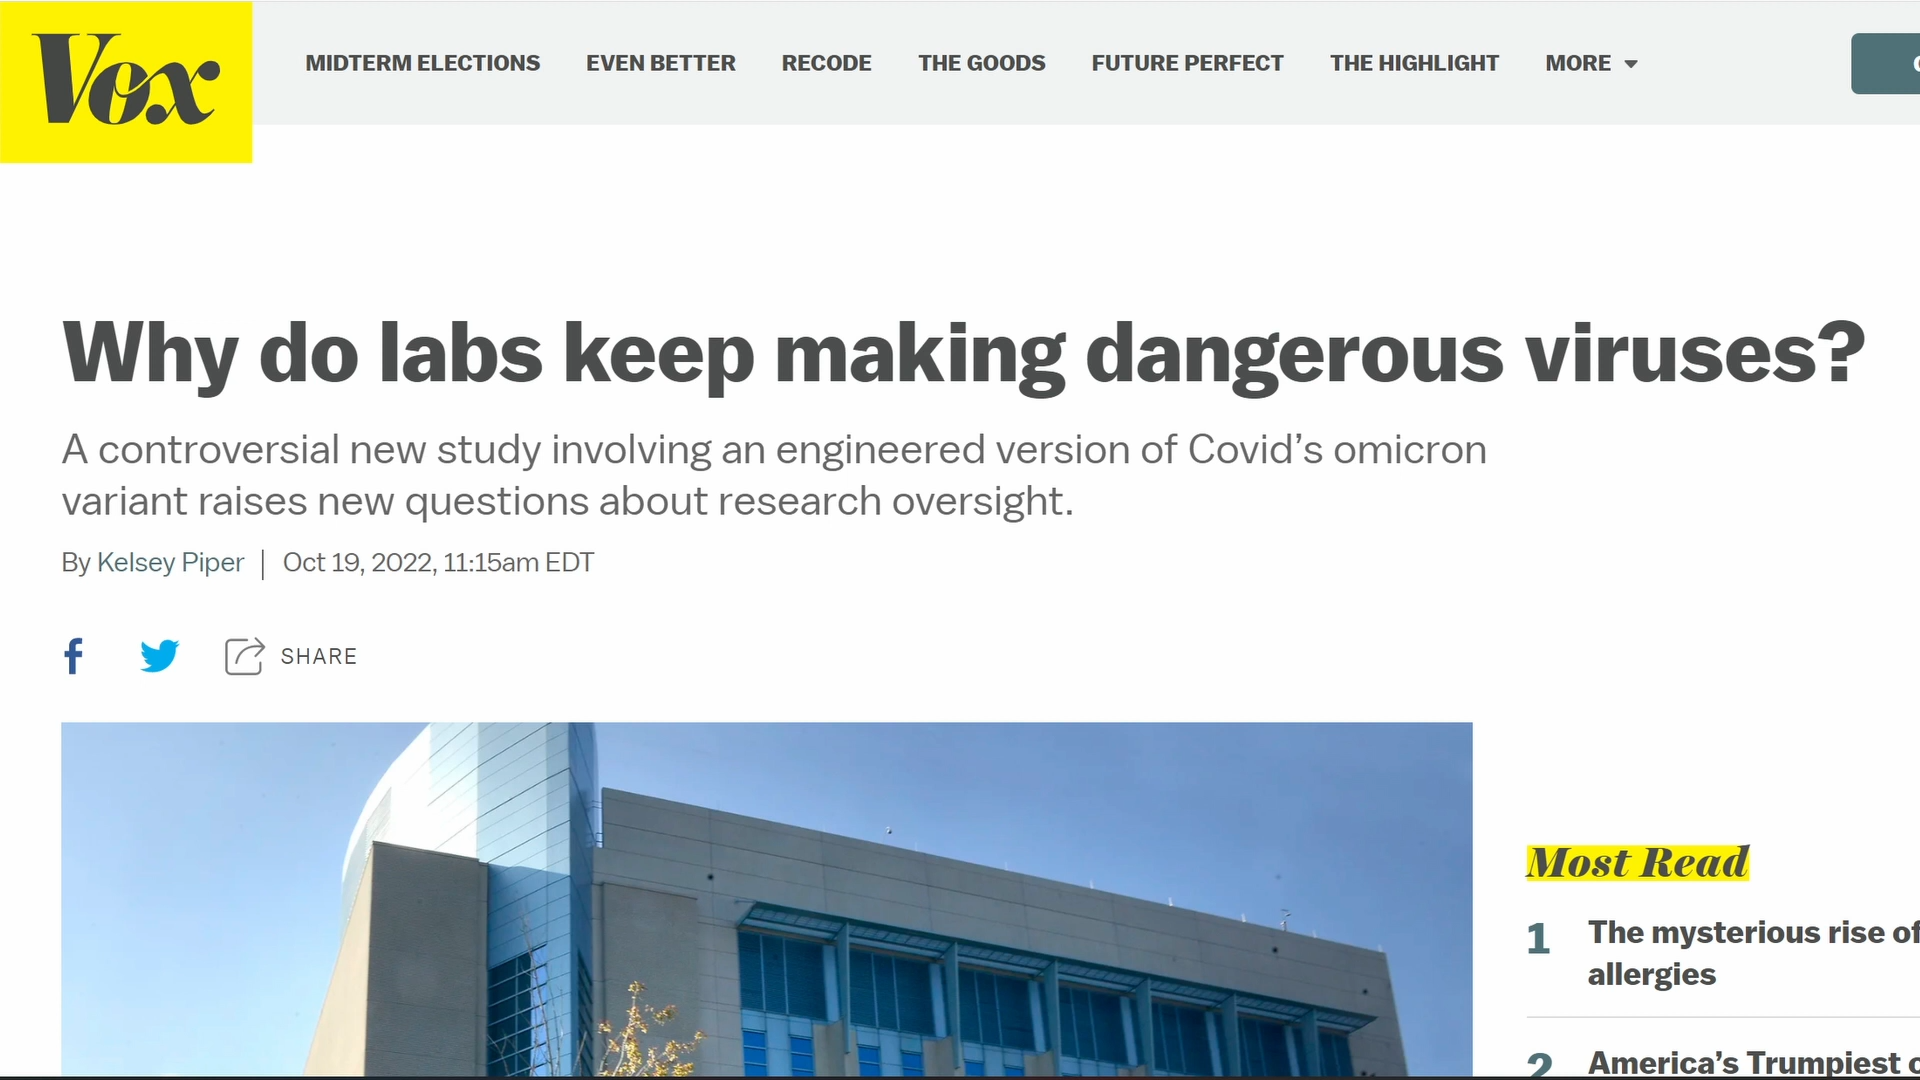 Vox
MIDTERM ELECTIONS EVEN BETTER RECODE THE GOODS FUTURE PERFECT THE HIGHLIGHT MORE
Why do labs keep making dangerous viruses?
A controversial new study involving an engineered version of Covid’s omicron
variant raises new questions about research oversight.
By Kelsey Piper | Oct 19, 2022, 11:15am EDT
SHARE
Most Read
1 The mysterious rise of
allergies
2 America’s Trumpiest